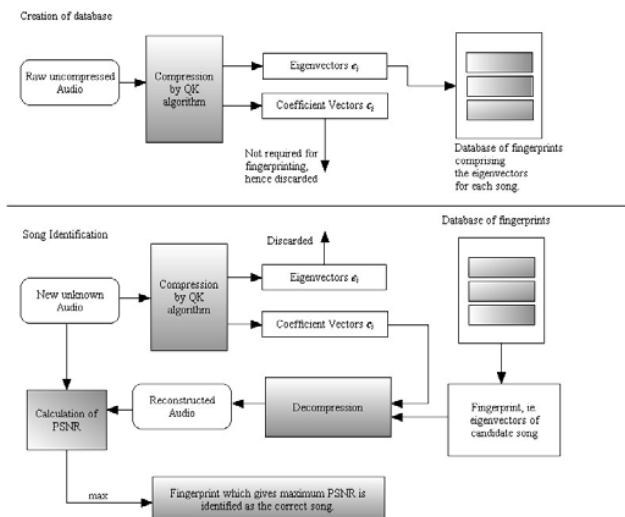 Creation of database
Raw uncompressed
Audio
Compression
by QK
algorithm
Eigenvectors e_i
Coefficient Vectors c_i
Not required for
fingerprinting,
hence discarded
Database of fingerprints
comprising
the eigenvectors
for each song.
Song Identification
Database of fingerprints
Discarded
New unknown
Audio
Compression
by QK
algorithm
Eigenvectors e_i
Coefficient Vectors c_i
Calculation of
PSNR
Reconstructed
Audio
Decompression
Fingerprint, ie.
eigenvectors of
candidate song
max
Fingerprint which gives maximum PSNR is
identified as the correct song.